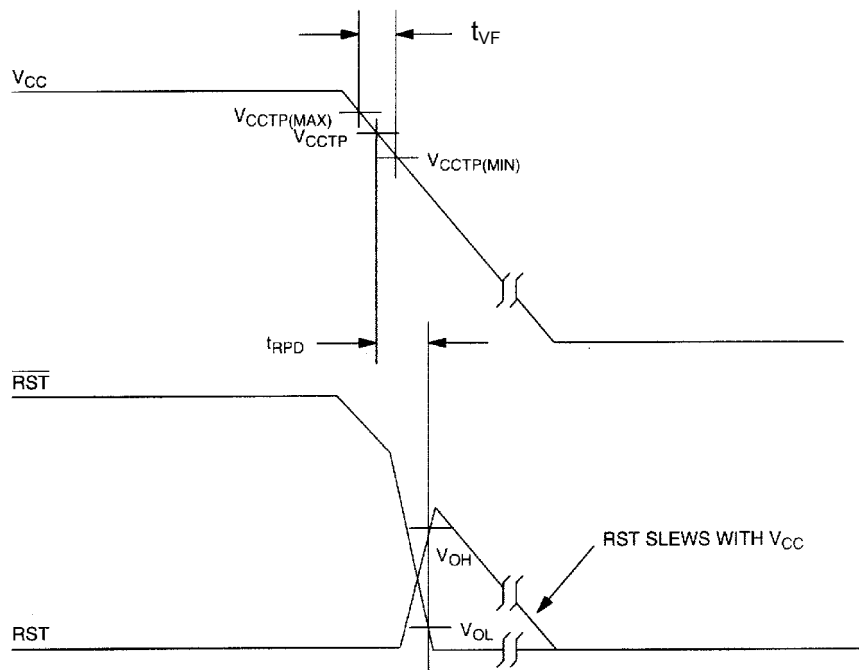 tVF
VCC
VCCTP(MAX)
VCCTP
VCCTP(MIN)
tRPD
RST
RST SLEWS WITH VCC
VOH
RST
VOL